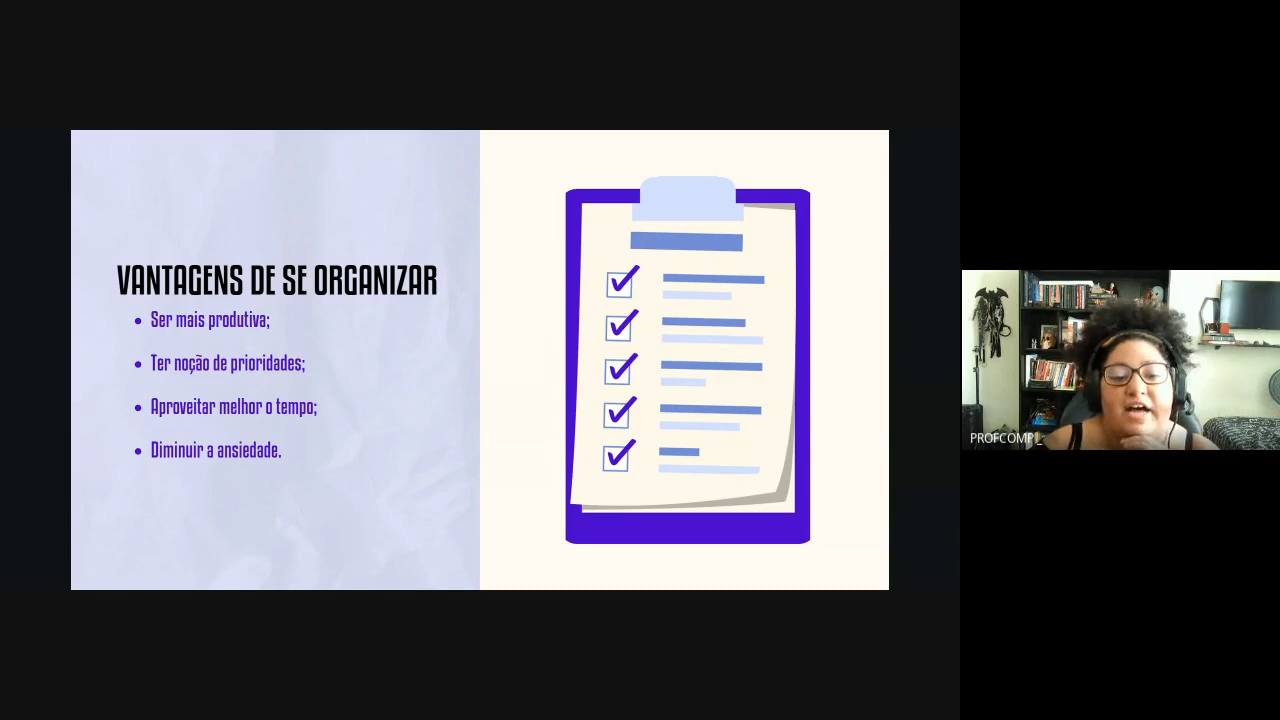 VANTAGENS DE SE ORGANIZAR
Ser mais produtiva;
Ter noção de prioridades;
Aproveitar melhor o tempo;
Diminuir a ansiedade.
PROFCOMP_